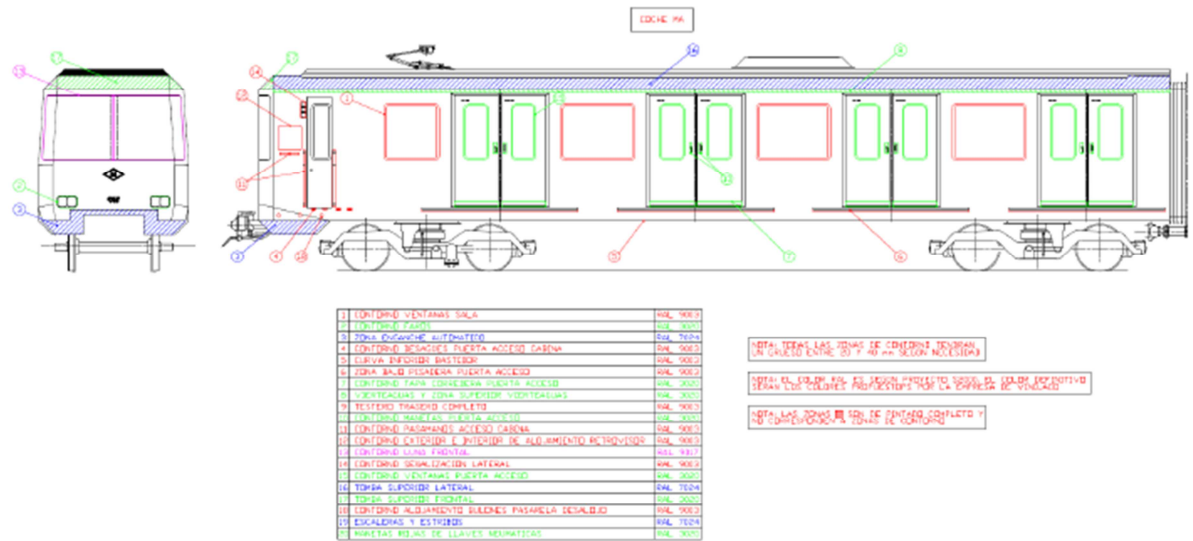 COCHE MA
1 CONTORNO VENTANAS SALA RAL 9003
2 CONTORNO FAROS RAL 3020
3 ZONA ENGANCHE AUTOMATICO RAL 7024
4 CONTORNO DESAGUES PUERTA ACCESO CABINA RAL 9003
5 CURVA INFERIOR BASTIDOR RAL 9003
6 ZONA BAJO PISADERA PUERTA ACCESO RAL 9003
7 CONTORNO TAPA CORREDERA PUERTA ACCESO RAL 3020
8 VIERTEAGUAS Y ZONA SUPERIOR VIERTEAGUAS RAL 3020
9 TESTERO TRASERO COMPLETO RAL 9003
10 CONTORNO MANETAS PUERTA ACCESO RAL 3020
11 CONTORNO PASAMANOS ACCESO CABINA RAL 9003
12 CONTORNO EXTERIOR E INTERIOR DE ALOJAMIENTO RETROVISOR RAL 9003
13 CONTORNO LUNA FRONTAL RAL 9317
14 CONTORNO SEÑALIZACION LATERAL RAL 9003
15 CONTORNO VENTANAS PUERTA ACCESO RAL 3020
16 TOMBA SUPERIOR LATERAL RAL 7024
17 TOMBA SUPERIOR FRONTAL RAL 3020
18 CONTORNO ALOJAMIENTO BULONES PASARELA DESALOJO RAL 9003
19 ESCALERAS Y ESTRIBOS RAL 7024
20 MANETAS ROJAS DE LLAVES NEUMATICAS RAL 3020
NOTA: TODAS LAS ZONAS DE CONTORNO TENDRAN
UN GRUESO ENTRE 20 Y 40 mm SEGUN NECESIDAD
NOTA: EL COLOR RAL ES SEGUN PROYECTO EL COLOR DEFINITIVO
SERAN LOS COLORES PROPUESTOS POR LA EMPRESA DE VINILADO
NOTA: LAS ZONAS SON DE PINTADO COMPLETO Y
NO CORRESPONDEN A ZONAS DE CONTORNO